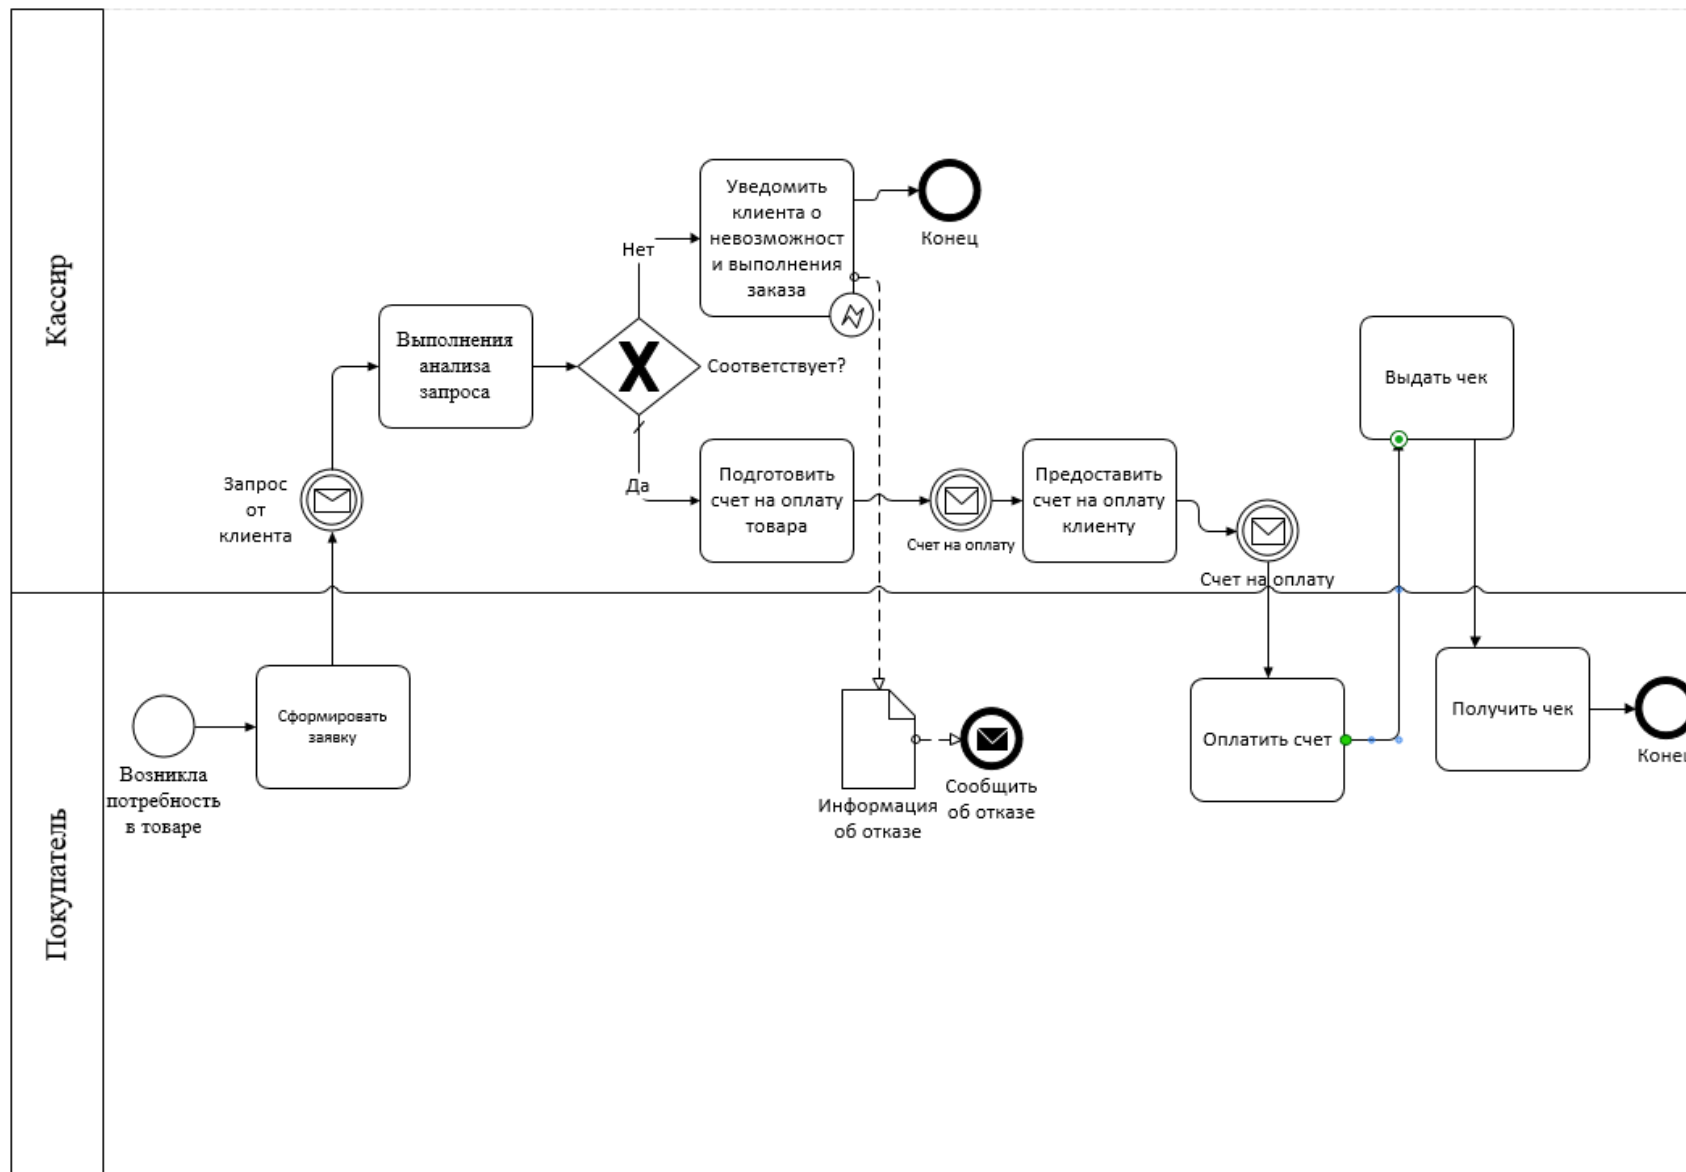 Кассир
Уведомить
клиента о
невозможност
и выполнения
заказа
Конец
Нет
Выполнения
анализа
запроса
Соответствует?
Выдать чек
Запрос
от
клиента
Да
Подготовить
счет на оплату
товара
Счет на оплату
Предоставить
счет на оплату
клиенту
Счет на оплату
Покупатель
Возникла
потребность
в товаре
Сформировать
заявку
Информация
об отказе
Сообщить
об отказе
Оплатить счет
Получить чек
Конец